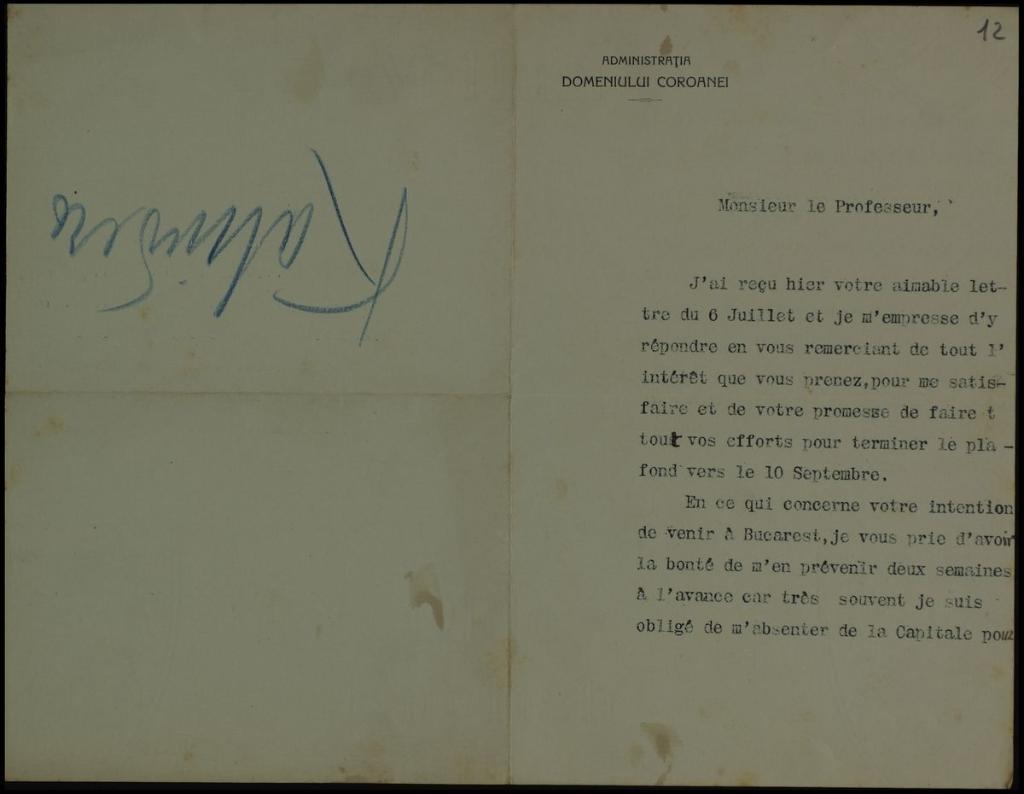 12
ADMINISTRAŢIA
DOMENIULUI COROANEI
Monsieur le Professeur,
J'ai reçu hier votre aimable let-
tre du 6 Juillet et je m'empresse d'y
répondre en vous remerciant de tout l'
intérêt que vous prenez,pour me satis-
faire et de votre promesse de faire t
tout vos efforts pour terminer le pla -
fond vers le 10 Septembre.
En ce qui concerne votre intention
de venir à Bucarest,je vous prie d'avoir
la bonté de m'en prévenir deux semaines
à l'avance car très souvent je suis
obligé de m'absenter de la Capitale pour